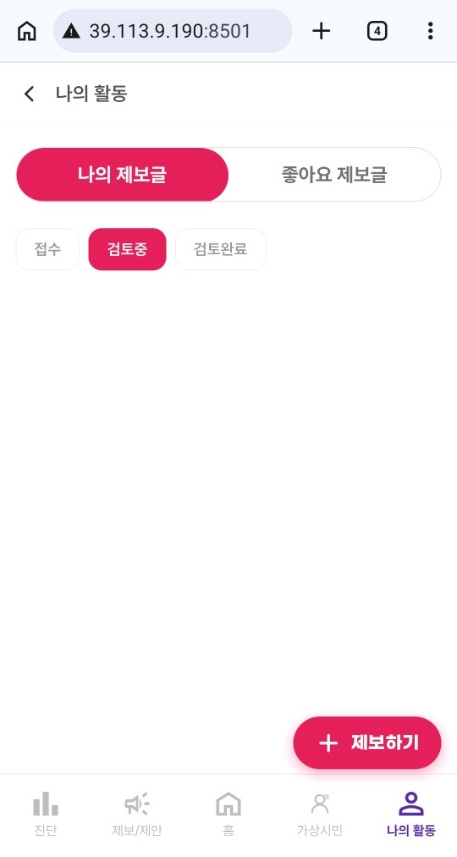 39.113.9.190:8501
4
나의 활동
나의 제보글 좋아요 제보글
접수 검토중 검토완료
+ 제보하기
진단 제보/제안 홈 가상시민 나의 활동